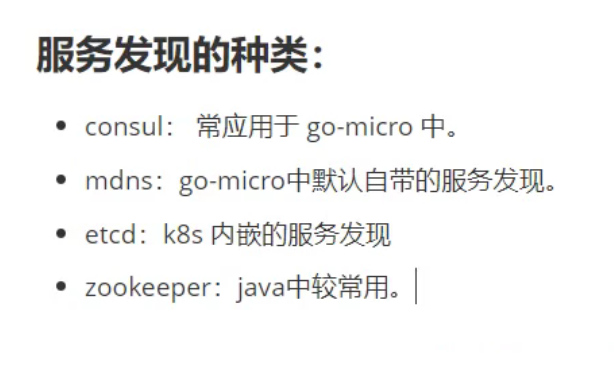 服务发现的种类：
• consul： 常应用于 go-micro 中。
• mdns：go-micro中默认自带的服务发现。
• etcd：k8s 内嵌的服务发现
• zookeeper：java中较常用。